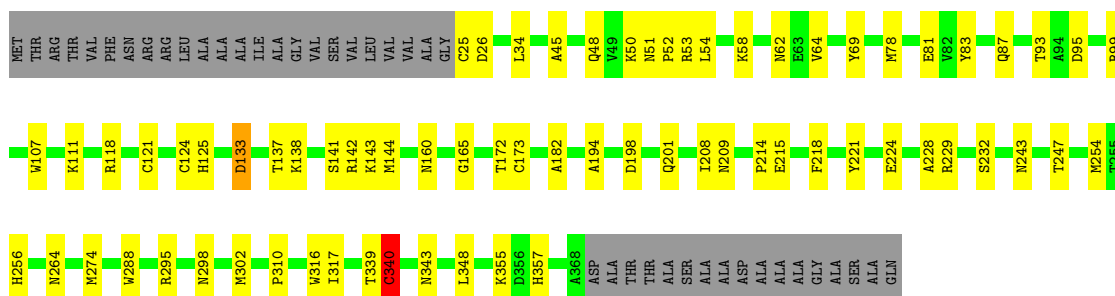 MET THR ARG THR VAL PHE ASN ARG ARG LEU ALA ALA ALA ILE ALA GLY VAL SER VAL LEU VAL VAL ALA GLY C25 D26 L34 A45 Q48 V49 K50 N51 P52 R53 L54 K58 N62 E63 V64 Y69 M78 E81 V82 Y83 Q87 T93 A94 D95
W107 K111 R118 C121 C124 H125 D133 T137 K138 S141 R142 K143 M144 N160 G165 T172 C173 A182 A194 D198 Q201 I208 N209 P214 E215 F218 Y221 E224 A228 R229 S232 N243 T247 M254 T255
H256 N264 M274 W288 R295 N298 M302 P310 W316 I317 T339 C340 N343 L348 K355 D356 H357 A368 ASP ALA THR THR ALA SER ALA ALA ASP ALA ALA ALA GLY ALA SER ALA GLN